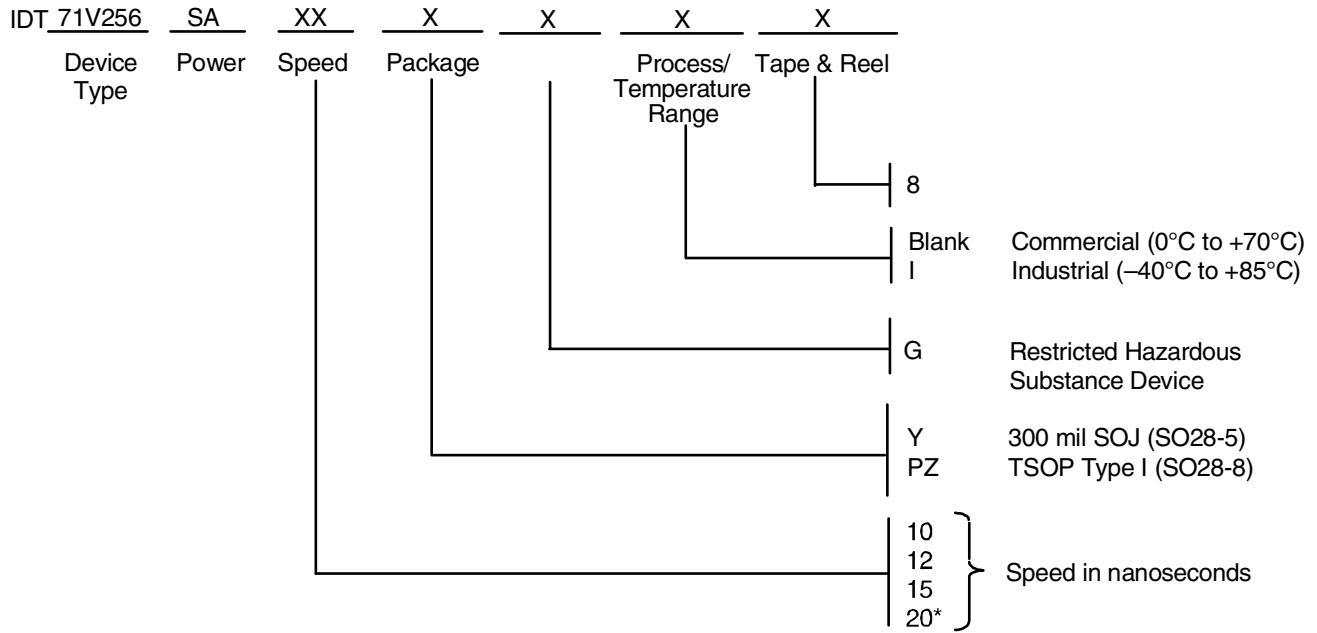 IDT 71V256 SA XX X X X X
Device Type
Power
Speed
Package
Process/
Temperature
Range
Tape & Reel
8
Blank Commercial (0°C to +70°C)
I Industrial (–40°C to +85°C)
G Restricted Hazardous
Substance Device
Y 300 mil SOJ (SO28-5)
PZ TSOP Type I (SO28-8)
10
12
15
20*
Speed in nanoseconds